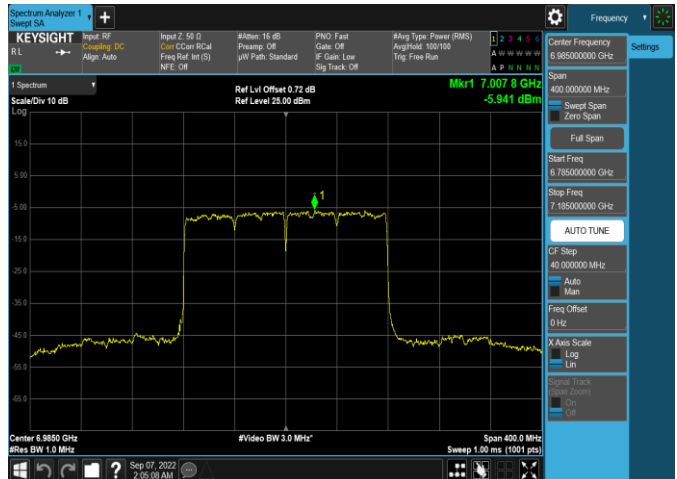 Spectrum Analyzer 1
Swept SA
+
Frequency
KEYSIGHT
RL
Input: RF
Coupling: DC
Align: Auto
Input Z: 50 Ω
Corr CCorr RCal
Freq Ref: Int (S)
NFE: Off
#Atten: 16 dB
Preamp: Off
µW Path: Standard
PNO: Fast
Gate: Off
IF Gain: Low
Sig Track: Off
#Avg Type: Power (RMS)
Avg|Hold: 100/100
Trig: Free Run
1 2 3 4 5 6
A W W W W W
A P N N N N
1 Spectrum
Scale/Div 10 dB
Log
Ref Lvl Offset 0.72 dB
Ref Level 25.00 dBm
Mkr1 7.007 8 GHz
-5.941 dBm
15.0
5.00
-5.00
-15.0
-25.0
-35.0
-45.0
-55.0
-65.0
1
Center 6.9850 GHz
#Res BW 1.0 MHz
#Video BW 3.0 MHz*
Span 400.0 MHz
Sweep 1.00 ms (1001 pts)
Sep 07, 2022
2:05:08 AM
Settings
Center Frequency
6.985000000 GHz
Span
400.000000 MHz
Swept Span
Zero Span
Full Span
Start Freq
6.785000000 GHz
Stop Freq
7.185000000 GHz
AUTO TUNE
CF Step
40.000000 MHz
Auto
Man
Freq Offset
0 Hz
X Axis Scale
Log
Lin
Signal Track
(Span Zoom)
On
Off